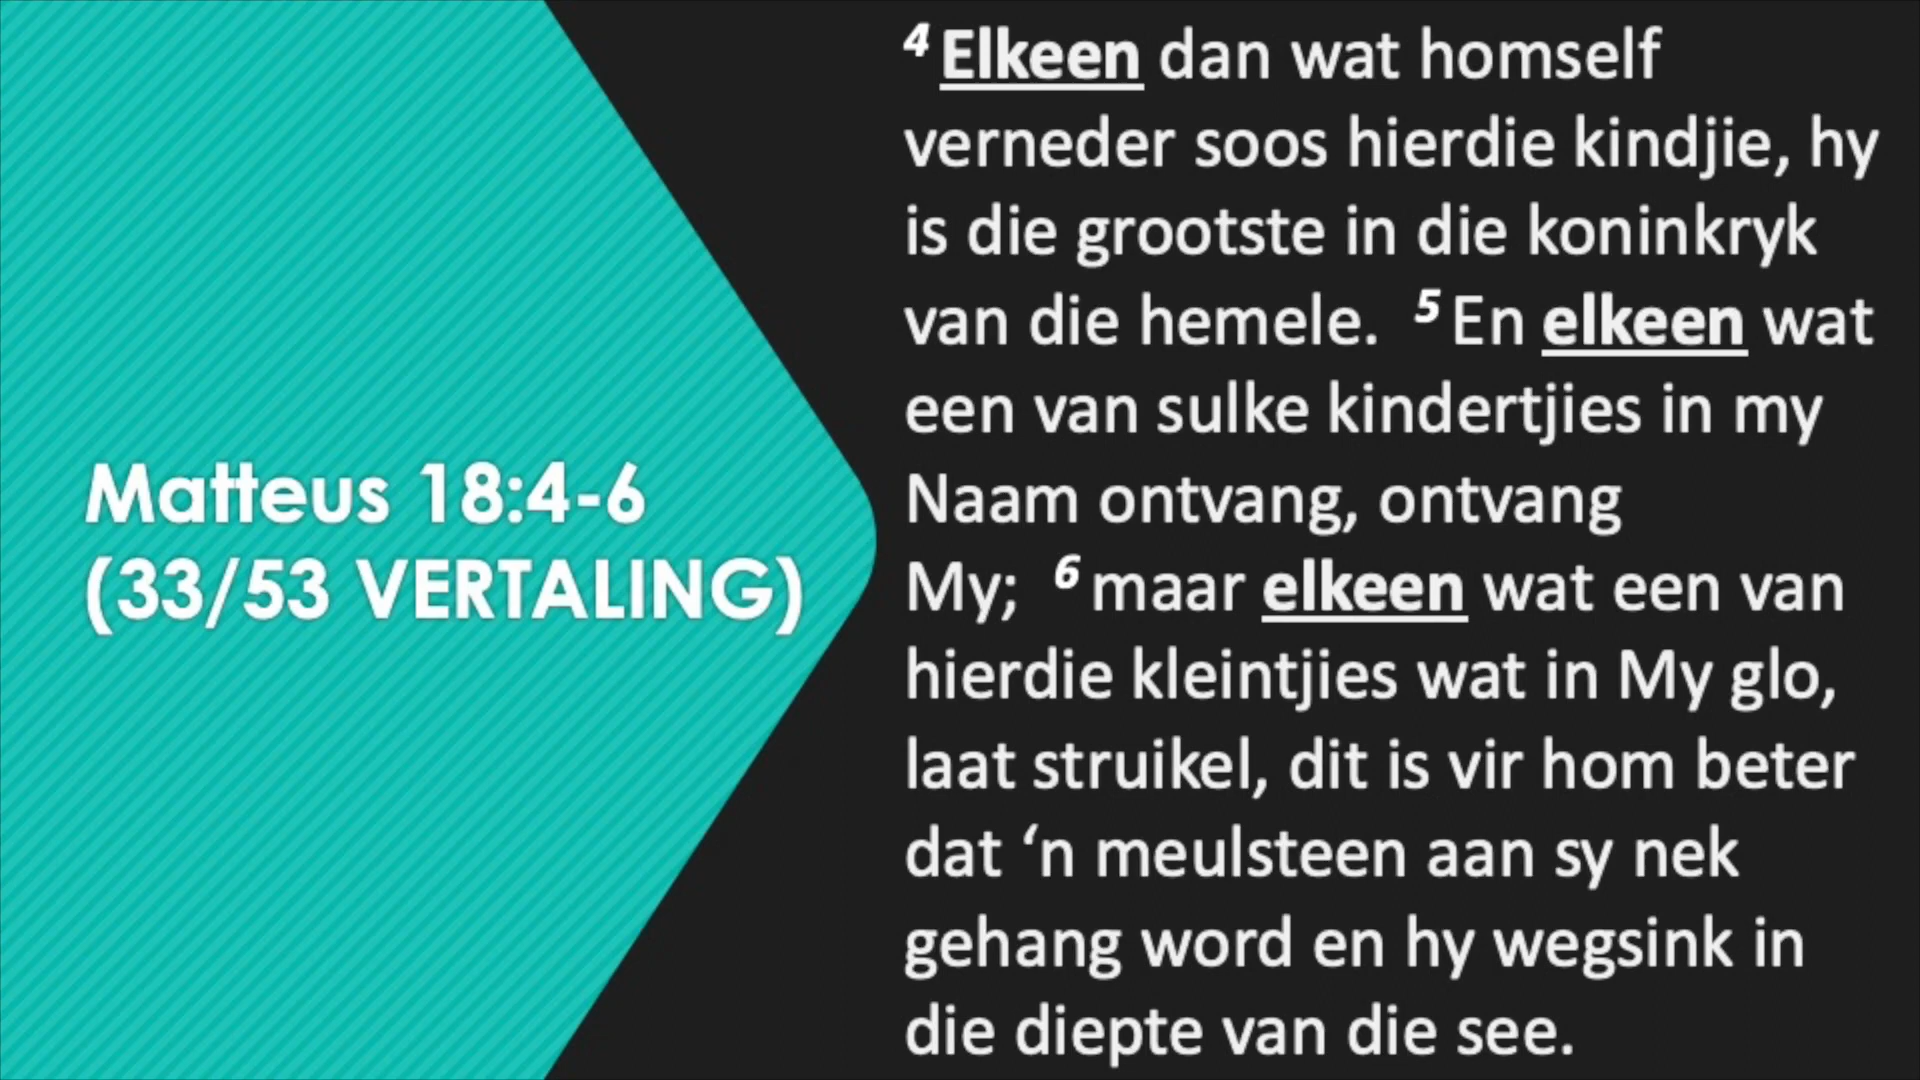 Matteus 18:4-6
(33/53 VERTALING)
4 Elkeen dan wat homself
verneder soos hierdie kindjie, hy
is die grootste in die koninkryk
van die hemele. 5 En elkeen wat
een van sulke kindertjies in my
Naam ontvang, ontvang
My; 6 maar elkeen wat een van
hierdie kleintjies wat in My glo,
laat struikel, dit is vir hom beter
dat ‘n meulsteen aan sy nek
gehang word en hy wegsink in
die diepte van die see.